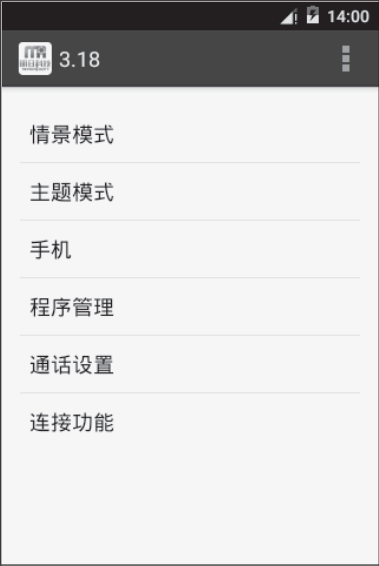 14:00
3.18
情景模式
主题模式
手机
程序管理
通话设置
连接功能